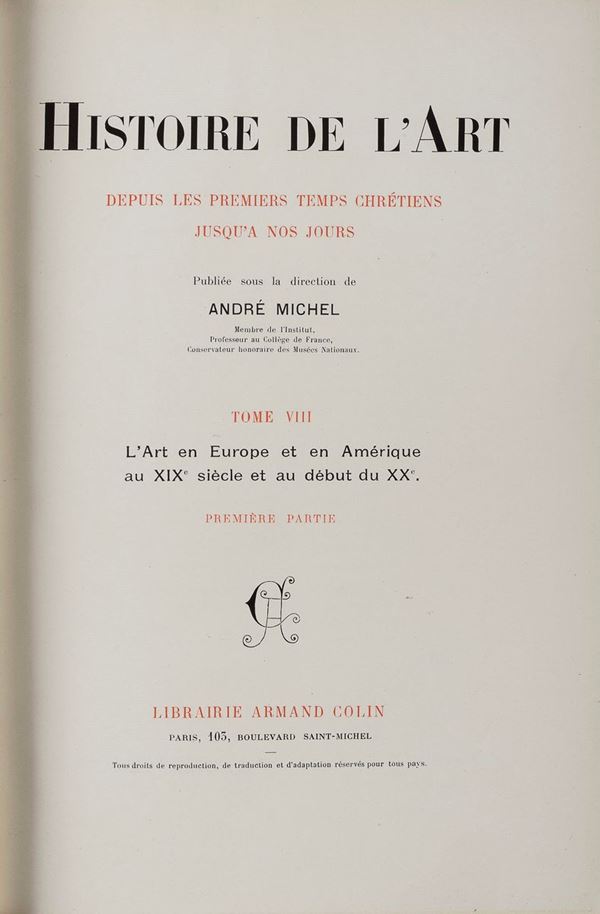 HISTOIRE DE L'ART
DEPUIS LES PREMIERS TEMPS CHRÉTIENS
JUSQU'A NOS JOURS
Publiée sous la direction de
ANDRÉ MICHEL
Membre de l'Institut,
Professeur au Collège de France,
Conservateur honoraire des Musées Nationaux.
TOME VIII
L'Art en Europe et en Amérique
au XIXe siècle et au début du XXe.
PREMIÈRE PARTIE
LIBRAIRIE ARMAND COLIN
PARIS, 103, BOULEVARD SAINT-MICHEL
Tous droits de reproduction, de traduction et d'adaptation réservés pour tous pays.